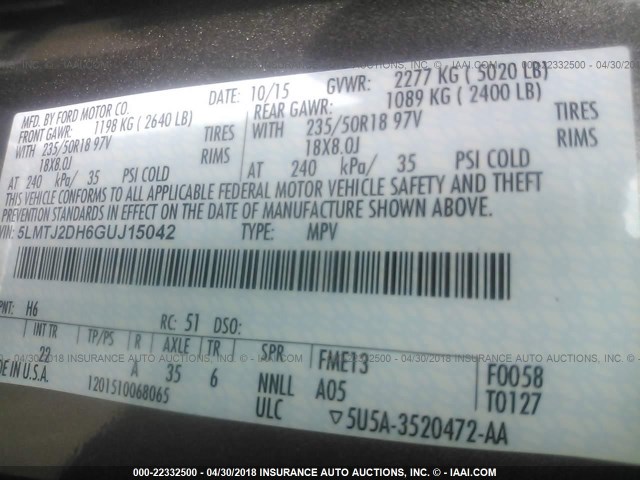 000-22332500 - 04/30/2018 INSURANCE AUTO AUCTIONS, INC. - © IAAI.COM
MFD. BY FORD MOTOR CO. DATE: 10/15 GVWR: 2277 KG ( 5020 LB)
FRONT GAWR: 1198 KG ( 2640 LB) REAR GAWR: 1089 KG ( 2400 LB)
WITH 235/50R18 97V TIRES WITH 235/50R18 97V TIRES
18X8.0J RIMS 18X8.0J RIMS
AT 240 kPa/ 35 PSI COLD AT 240 kPa/ 35 PSI COLD
THIS VEHICLE CONFORMS TO ALL APPLICABLE FEDERAL MOTOR VEHICLE SAFETY AND THEFT
PREVENTION STANDARDS IN EFFECT ON THE DATE OF MANUFACTURE SHOWN ABOVE.
VIN: 5LMTJ2DH6GUJ15042 TYPE: MPV
PNT: H6 RC: 51 DSO:
INT TR TP/PS R AXLE TR SPR FMET3 F0058
22 A 35 6 NNLL A05 T0127
DE IN U.S.A. 1201510068065 ULC ▽5U5A-3520472-AA
000-22332500 - 04/30/2018 INSURANCE AUTO AUCTIONS, INC. - © IAAI.COM